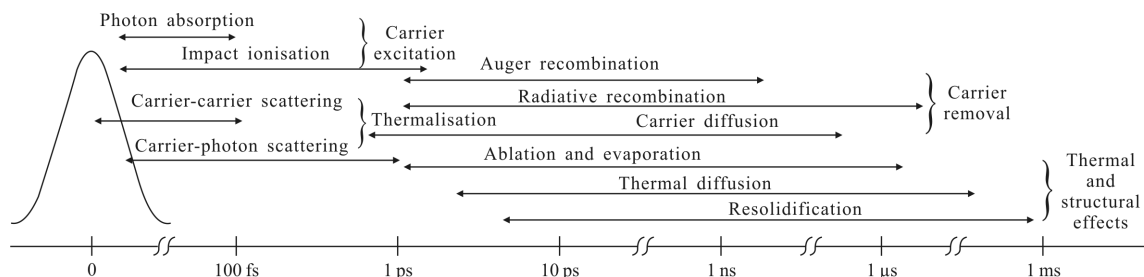 Photon absorption
Impact ionisation
Carrier
excitation
Auger recombination
Radiative recombination
Carrier
removal
Carrier-carrier scattering
Thermalisation
Carrier diffusion
Carrier-photon scattering
Ablation and evaporation
Thermal diffusion
Resolidification
Thermal
and
structural
effects
0
100 fs
1 ps
10 ps
1 ns
1 µs
1 ms